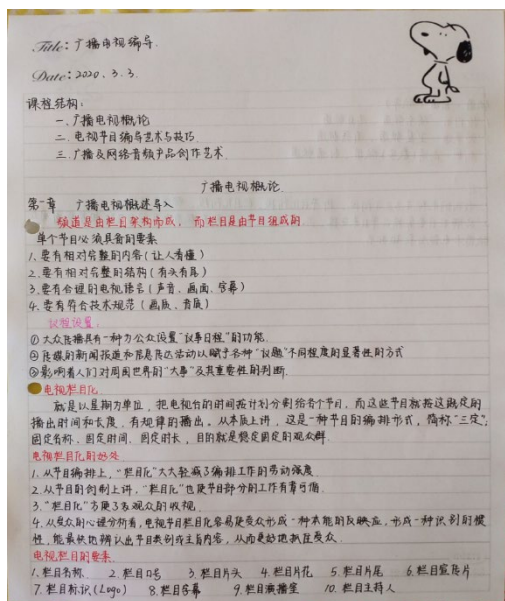 Title: 广播电视编导.
Date: 2020.3.3.
课程结构:
一.广播电视概论
二.电视节目编导艺术与技巧.
三.广播及网络音频产品创作艺术.
广播电视概论.
第一章 广播电视概述导入
频道是由栏目架构而成, 而栏目是由节目组成的.
单个节目必须具备的要素
1、要有相对完整的内容(让人看懂)
2、要有相对完整的结构(有头有尾)
3、要有合理的电视语言(声音、画面、字幕)
4、要有符合技术规范(画质、音质)
议程设置:
①大众传播具有一种为公众设置"议事日程"的功能.
②传媒的新闻报道和信息传达活动以赋予各种"议题"不同程度的显著性的方式
③影响着人们对周围世界的"大事"及其重要性的判断.
电视栏目化.
就是以星期为单位, 把电视台的时间按计划分割给各个节目, 而这些节目就按这既定的
播出时间和长度、有规律的播出。从本质上讲, 这是一种节目的编排形式, 简称"三定":
固定名称、固定时间、固定时长, 目的就是稳定固定的观众群.
电视栏目化的好处
1.从节目编排上,"栏目化"大大轻减了编排工作的劳动强度.
2.从节目的创制上讲,"栏目化"也使节目部分的工作有章可循.
3."栏目化"方便了观众的收视.
4.从受众的心理分析看,电视节目栏目化容易使受众形成一种本能的反映应,形成一种识别的惯
性,能最快地辨认出节目类别或主旨内容,从而更好地抓住受众.
电视栏目的要素.
1.栏目名称. 2.栏目口号 3.栏目片头 4.栏目片花 5.栏目片尾 6.栏目宣传片
7.栏目标识(Logo) 8.栏目字幕 9.栏目演播室 10.栏目主持人